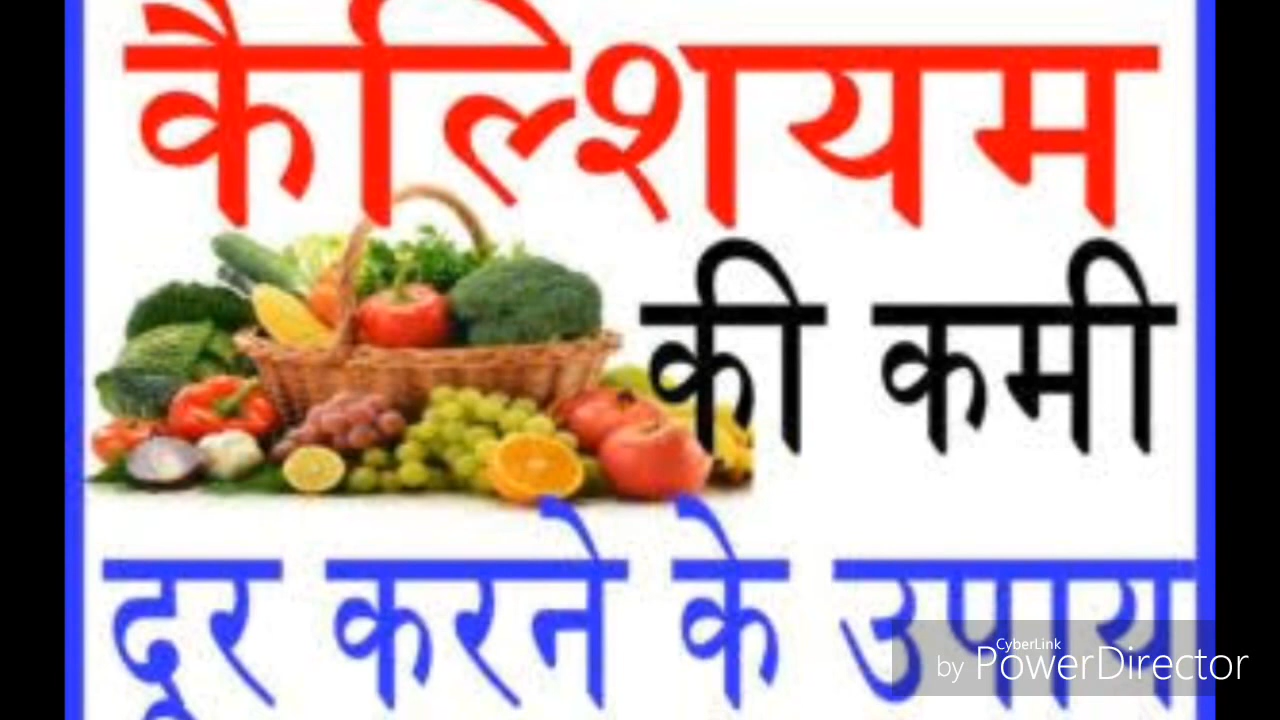 कैल्शियम
की कमी
दूर करने के उपाय
CyberLink
by PowerDirector